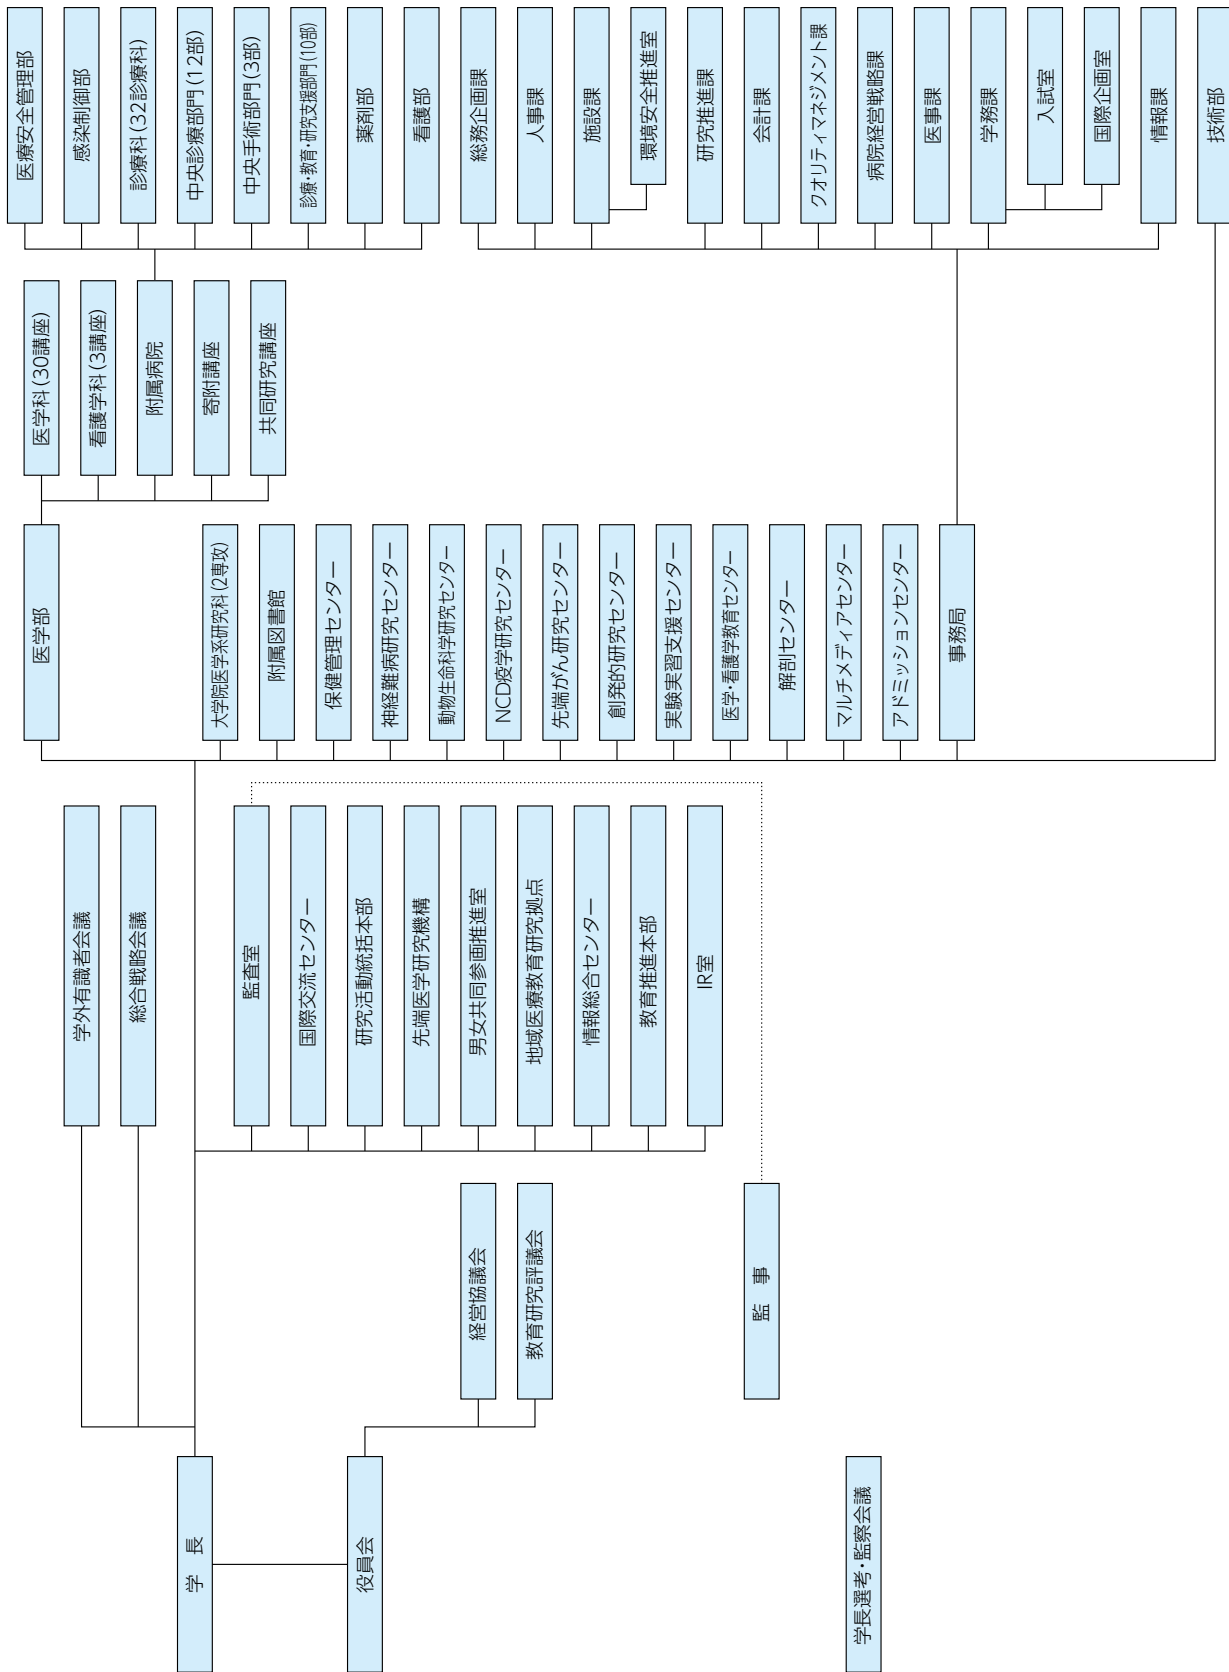 学　長
役員会
学長選考・監察会議
学外有識者会議
総合戦略会議
経営協議会
教育研究評議会
監　事
監査室
国際交流センター
研究活動統括本部
先端医学研究機構
男女共同参画推進室
地域医療教育研究拠点
情報総合センター
教育推進本部
IR室
医学部
大学院医学系研究科(2専攻)
附属図書館
保健管理センター
神経難病研究センター
動物生命科学研究センター
NCD疫学研究センター
先端がん研究センター
創発的研究センター
実験実習支援センター
医学・看護学教育センター
解剖センター
マルチメディアセンター
アドミッションセンター
事務局
医学科(30講座)
看護学科(3講座)
附属病院
寄附講座
共同研究講座
医療安全管理部
感染制御部
診療科(32診療科)
中央診療部門(12部)
中央手術部門(3部)
診療・教育・研究支援部門(10部)
薬剤部
看護部
総務企画課
人事課
施設課
環境安全推進室
研究推進課
会計課
クオリティマネジメント課
病院経営戦略課
医事課
学務課
入試室
国際企画室
情報課
技術部